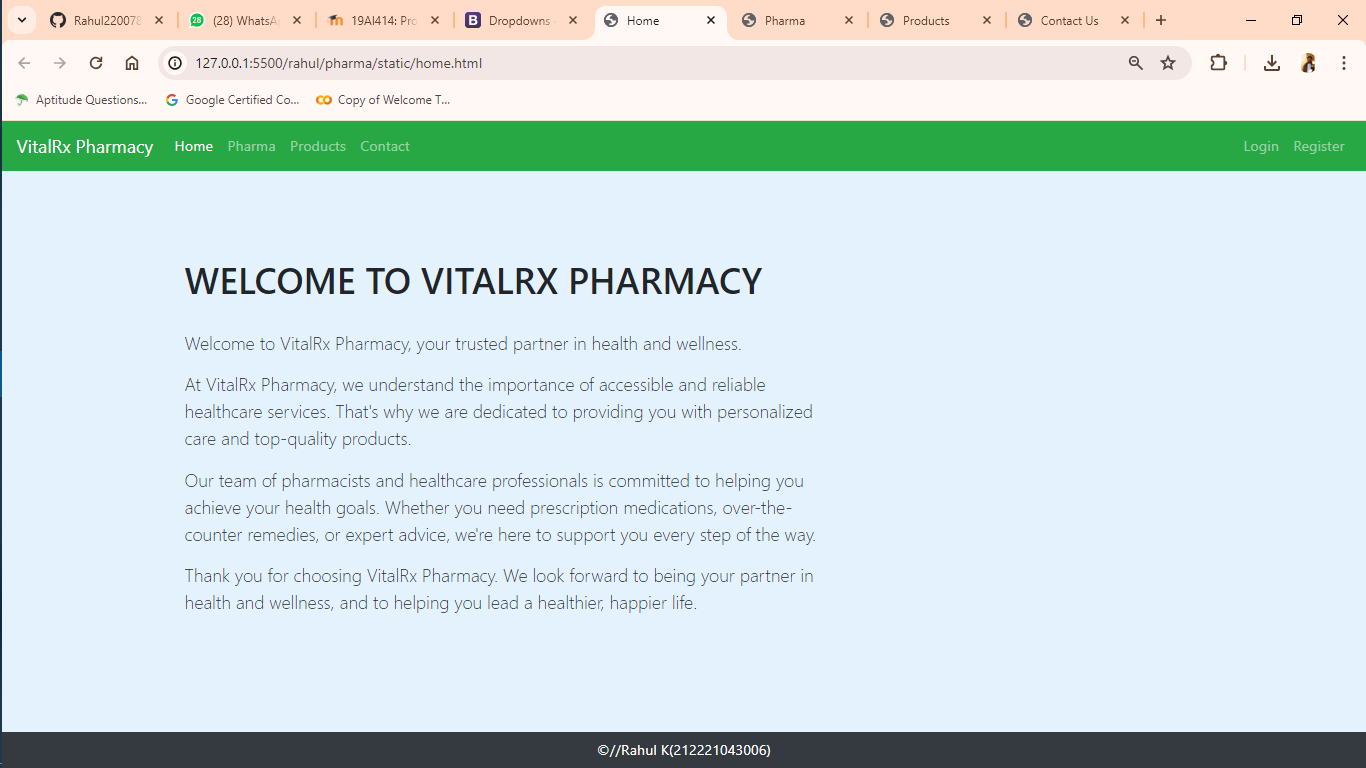 Rahul220078
28 (28) WhatsA
19AI414: Pro
B Dropdowns
Home
Pharma
Products
Contact Us
127.0.0.1:5500/rahul/pharma/static/home.html
Aptitude Questions...
Google Certified Co...
Copy of Welcome T...
VitalRx Pharmacy Home Pharma Products Contact Login Register
WELCOME TO VITALRX PHARMACY
Welcome to VitalRx Pharmacy, your trusted partner in health and wellness.
At VitalRx Pharmacy, we understand the importance of accessible and reliable
healthcare services. That's why we are dedicated to providing you with personalized
care and top-quality products.
Our team of pharmacists and healthcare professionals is committed to helping you
achieve your health goals. Whether you need prescription medications, over-the-
counter remedies, or expert advice, we're here to support you every step of the way.
Thank you for choosing VitalRx Pharmacy. We look forward to being your partner in
health and wellness, and to helping you lead a healthier, happier life.
©//Rahul K(212221043006)